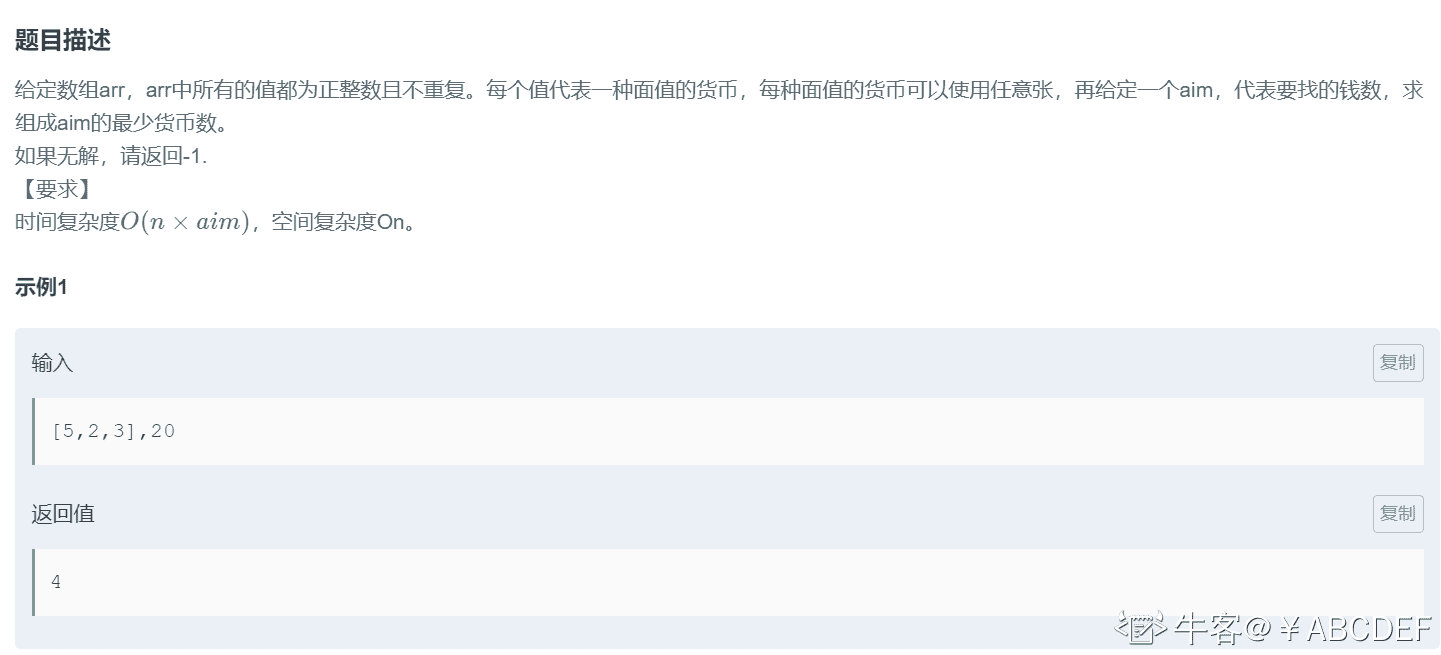 题目描述
给定数组arr，arr中所有的值都为正整数且不重复。每个值代表一种面值的货币，每种面值的货币可以使用任意张，再给定一个aim，代表要找的钱数，求
组成aim的最少货币数。
如果无解，请返回-1.
【要求】
时间复杂度O(n × aim)，空间复杂度On。
示例1
输入
复制
[5,2,3],20
返回值
复制
4
牛客@￥ABCDEF